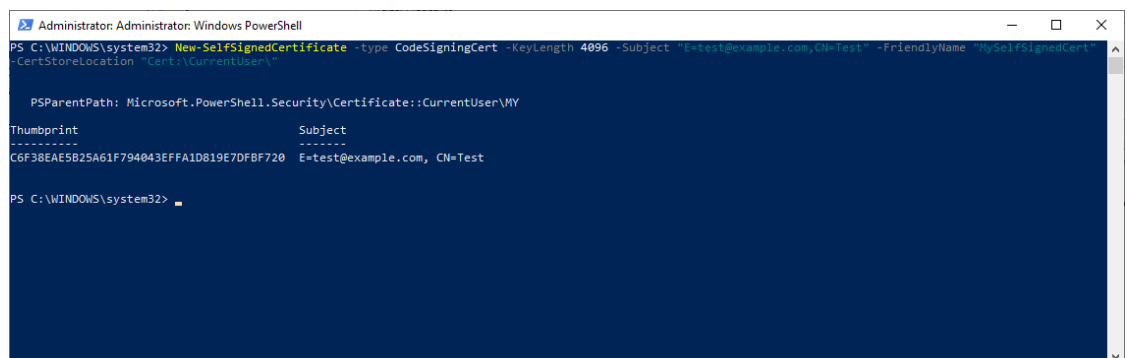 Administrator: Administrator: Windows PowerShell
PS C:\WINDOWS\system32> New-SelfSignedCertificate -type CodeSigningCert -KeyLength 4096 -Subject "E=test@example.com,CN=Test" -FriendlyName "MySelfSignedCert"
-CertStoreLocation "Cert:\CurrentUser\"
PSParentPath: Microsoft.PowerShell.Security\Certificate::CurrentUser\MY
Thumbprint Subject
---------- -------
C6F38EAE5B25A61F794043EFFA1D819E7DFBF720 E=test@example.com, CN=Test
PS C:\WINDOWS\system32>